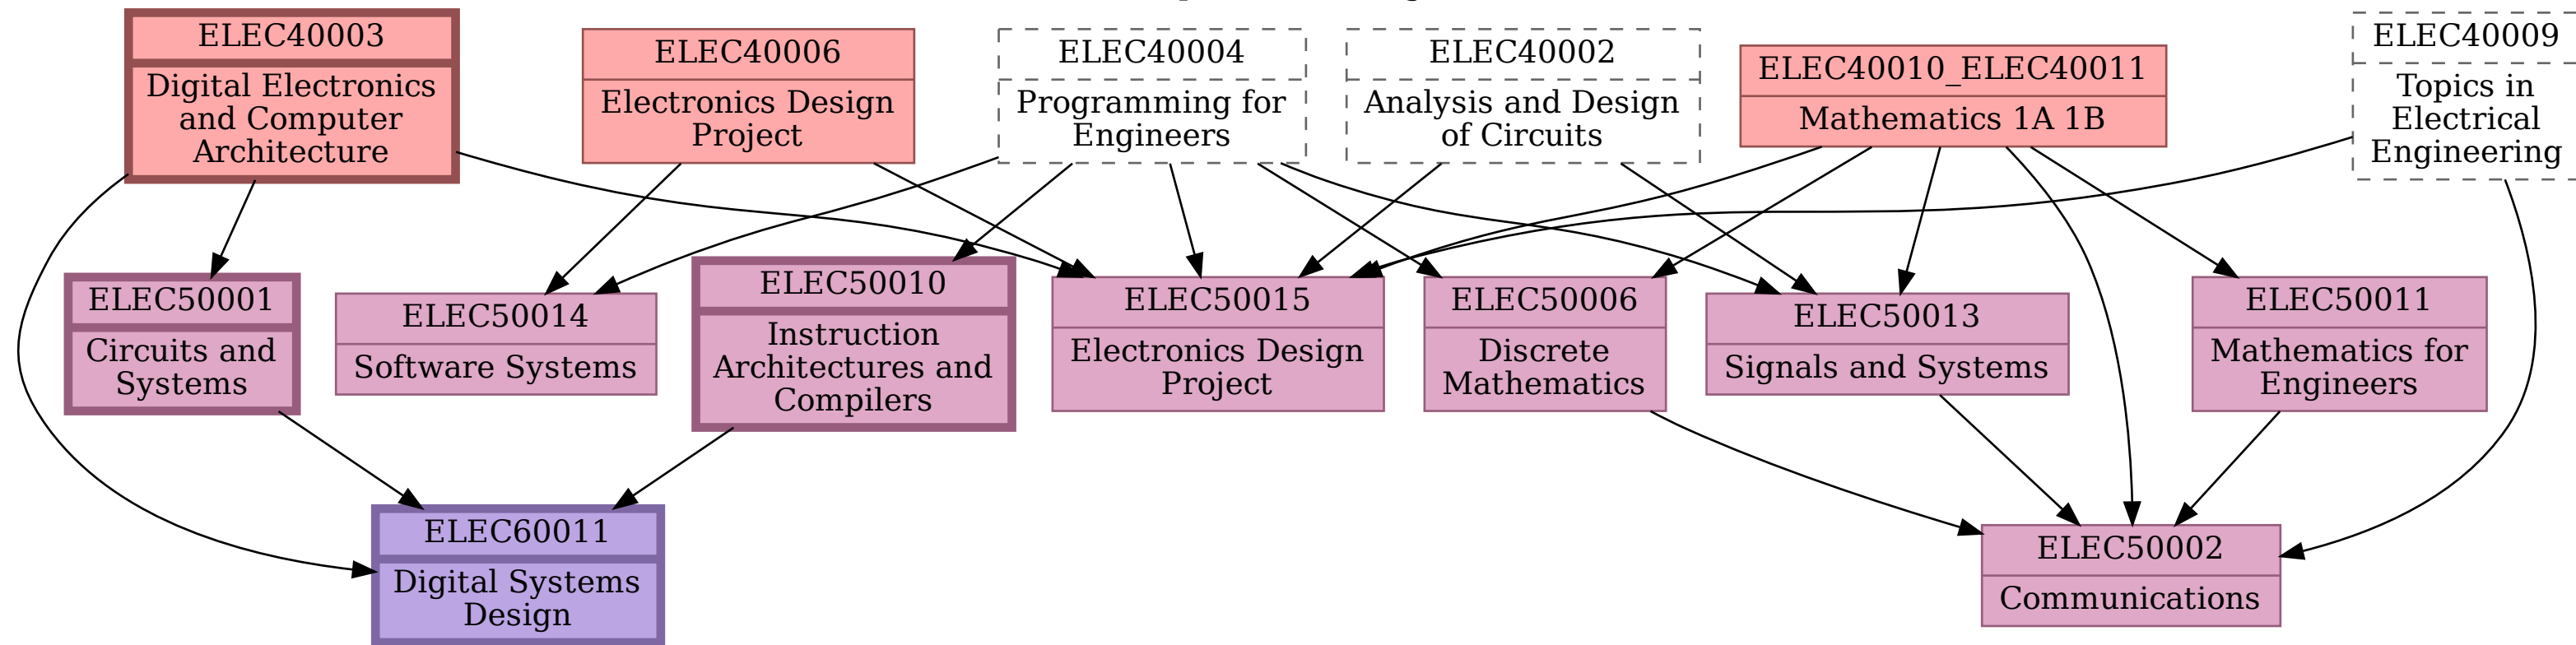 ELEC40003
Digital Electronics
and Computer
Architecture
ELEC40006
Electronics Design
Project
ELEC40004
Programming for
Engineers
ELEC40002
Analysis and Design
of Circuits
ELEC40010_ELEC40011
Mathematics 1A 1B
ELEC40009
Topics in
Electrical
Engineering
ELEC50001
Circuits and
Systems
ELEC50014
Software Systems
ELEC50010
Instruction
Architectures and
Compilers
ELEC50015
Electronics Design
Project
ELEC50006
Discrete
Mathematics
ELEC50013
Signals and Systems
ELEC50011
Mathematics for
Engineers
ELEC60011
Digital Systems
Design
ELEC50002
Communications